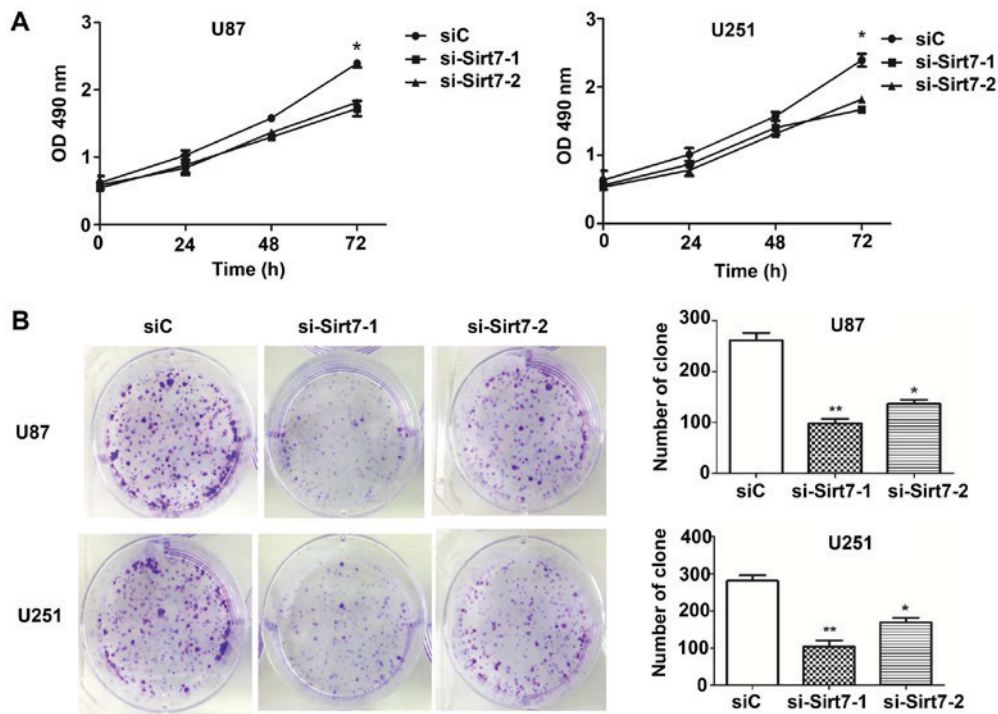 A
U87
siC
si-Sirt7-1
si-Sirt7-2
*
OD 490 nm
3
2
1
0
0 24 48 72
Time (h)
U251
siC
si-Sirt7-1
si-Sirt7-2
*
OD 490 nm
3
2
1
0
0 24 48 72
Time (h)
B
siC si-Sirt7-1 si-Sirt7-2
U87
U251
U87
Number of clone
300
200
100
0
**
*
siC si-Sirt7-1 si-Sirt7-2
U251
Number of clone
400
300
200
100
0
**
*
siC si-Sirt7-1 si-Sirt7-2